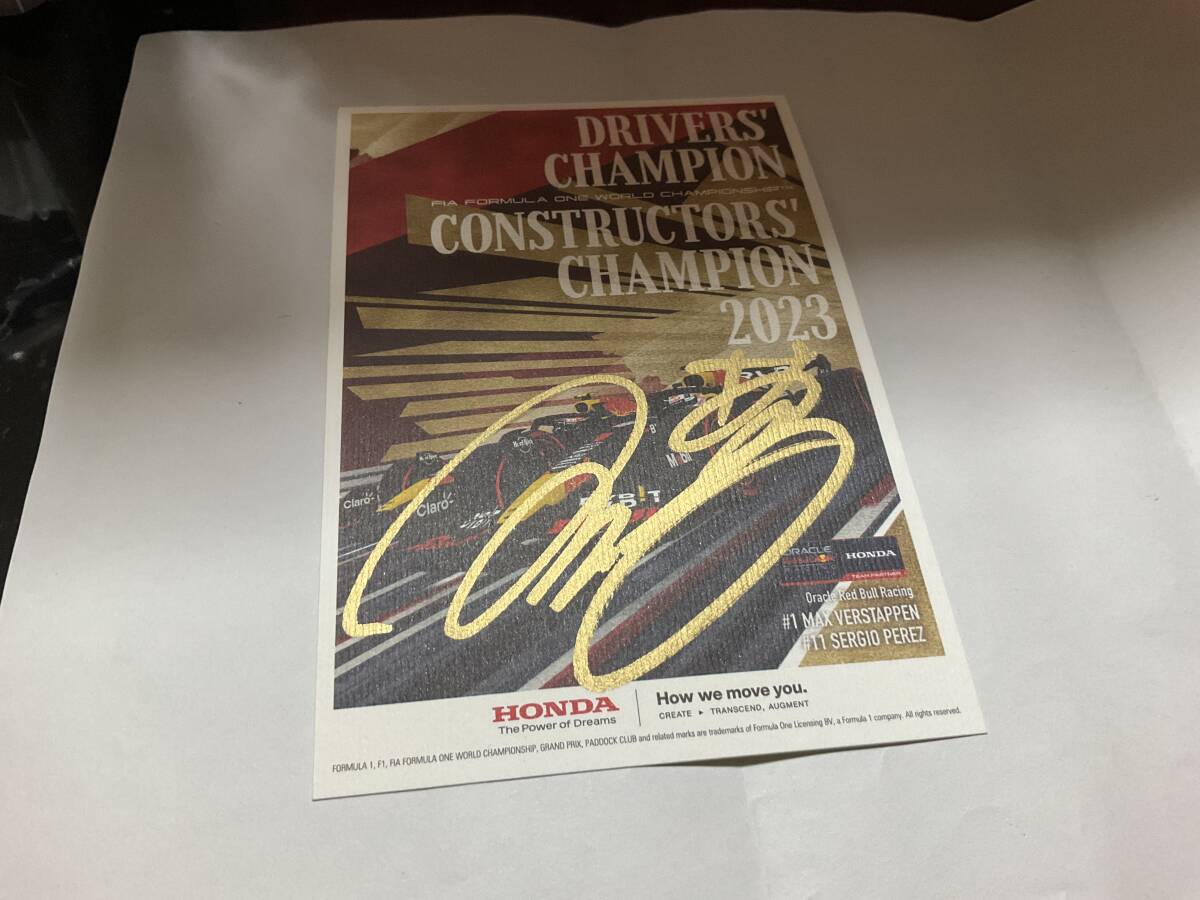 DRIVERS'
CHAMPION
FIA FORMULA ONE WORLD CHAMPIONSHIP™
CONSTRUCTORS'
CHAMPION
2023
Claro-
Claro-
ORACLE
HONDA
TEAM PARTNER
Oracle Red Bull Racing
#1 MAX VERSTAPPEN
#11 SERGIO PEREZ
HONDA
The Power of Dreams
How we move you.
CREATE ▸ TRANSCEND, AUGMENT
FORMULA 1, F1, FIA FORMULA ONE WORLD CHAMPIONSHIP, GRAND PRIX, PADDOCK CLUB and related marks are trademarks of Formula One Licensing BV, a Formula 1 company. All rights reserved.